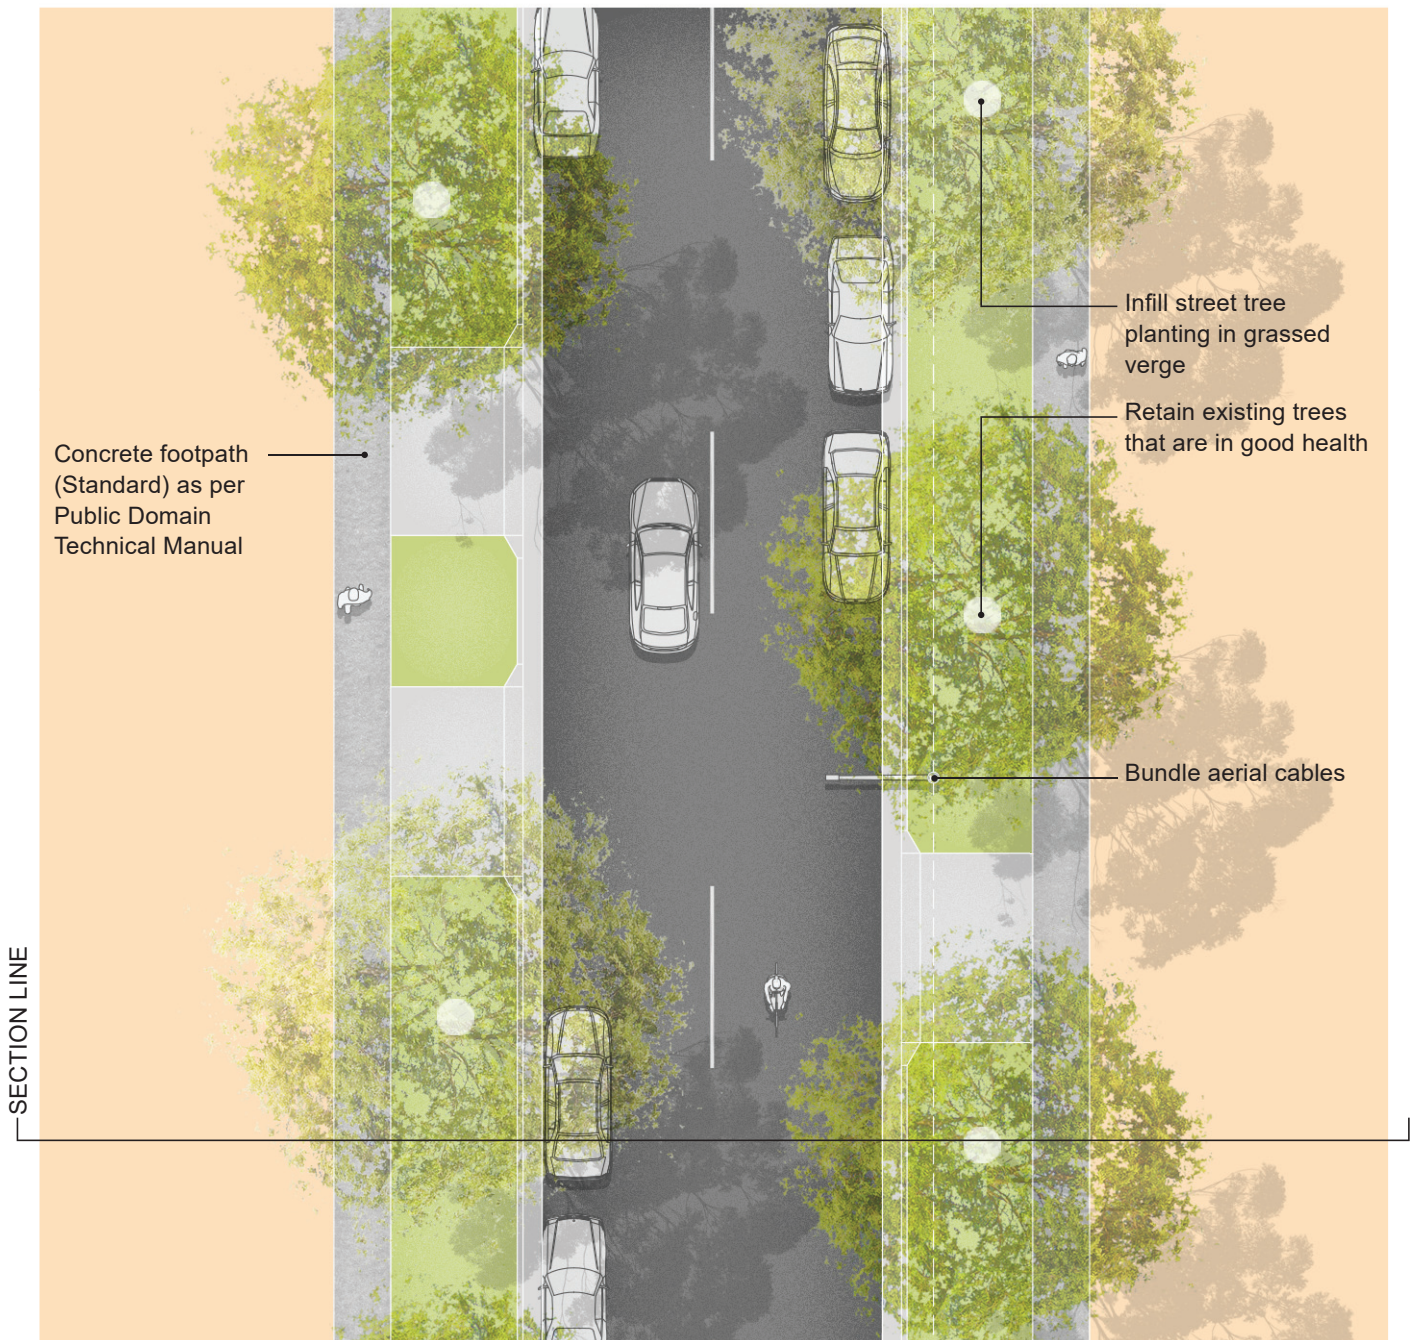 Infill street tree
planting in grassed
verge
Retain existing trees
that are in good health
Concrete footpath
(Standard) as per
Public Domain
Technical Manual
Bundle aerial cables
SECTION LINE